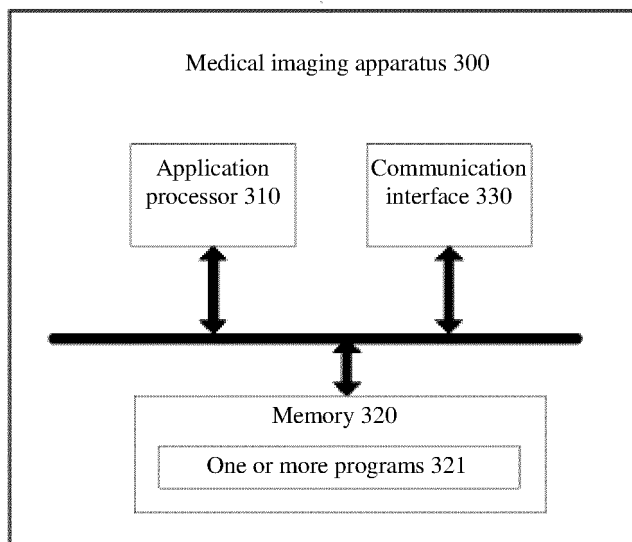 Medical imaging apparatus 300
Application
processor 310
Communication
interface 330
Memory 320
One or more programs 321